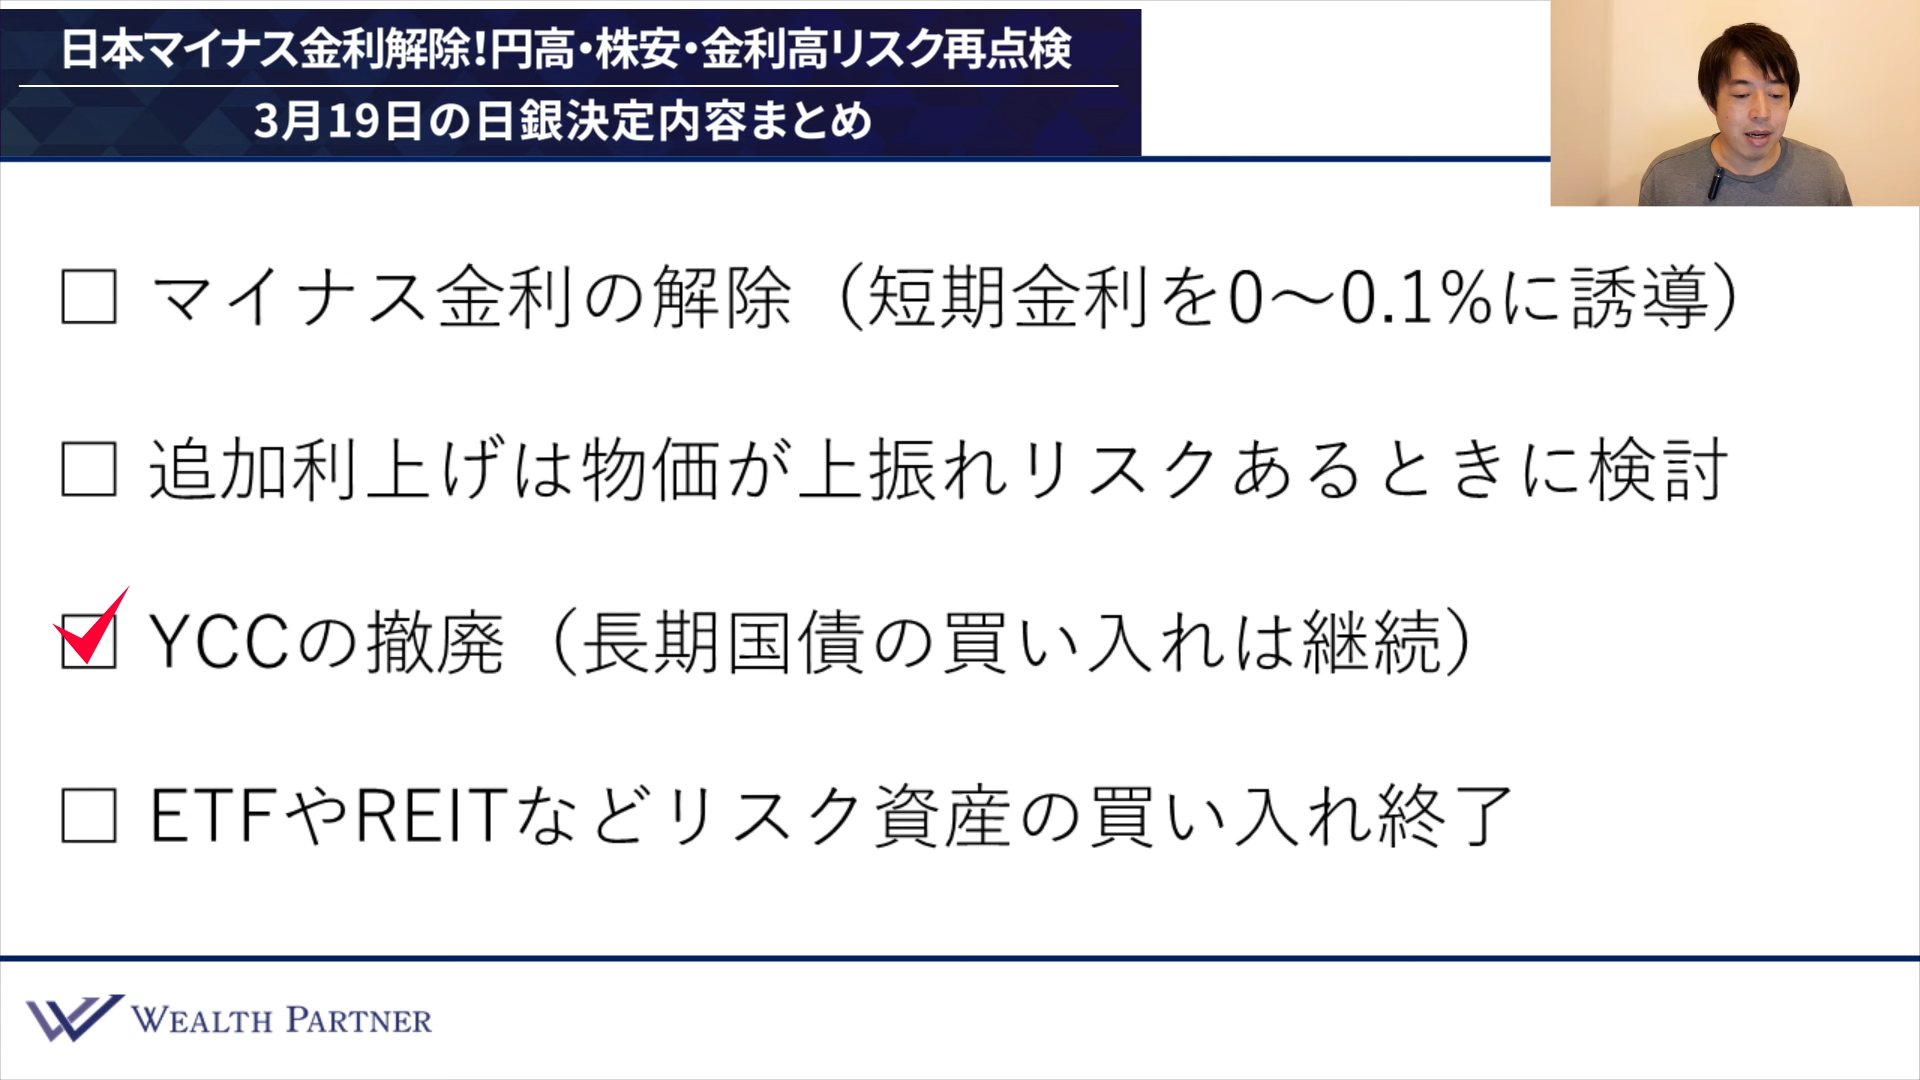 日本マイナス金利解除!円高・株安・金利高リスク再点検
3月19日の日銀決定内容まとめ
□ マイナス金利の解除（短期金利を0～0.1%に誘導）
□ 追加利上げは物価が上振れリスクあるときに検討
☑ YCCの撤廃（長期国債の買い入れは継続）
□ ETFやREITなどリスク資産の買い入れ終了
WEALTH PARTNER